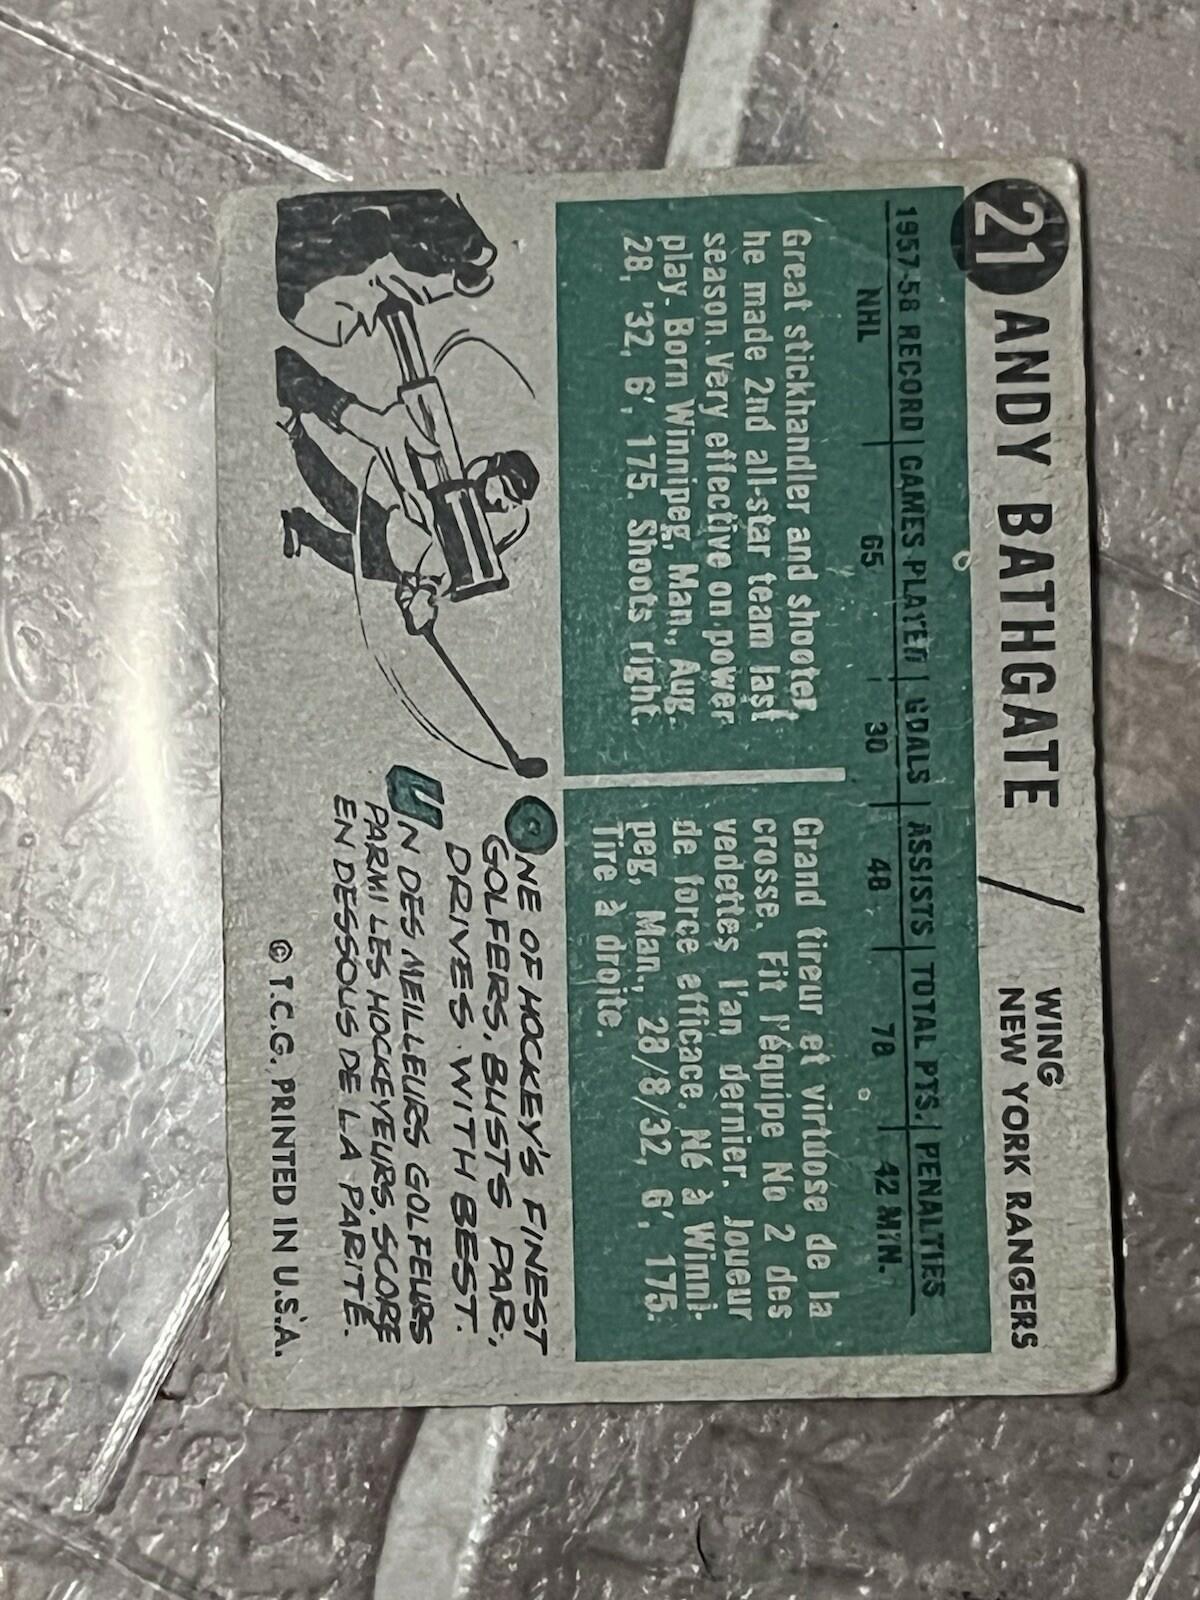 21 ANDY BATHGATE / WING
NEW YORK RANGERS
1957-58 RECORD GAMES PLAYED GOALS ASSISTS TOTAL PTS. PENALTIES
NHL 65 30 48 78 42 MIN.
Great stickhandler and shooter,
he made 2nd all-star team last
season. Very effective on power
play. Born Winnipeg, Man., Aug.
28, '32, 6', 175. Shoots right.
Grand tireur et virtuose de la
crosse. Fit l'équipe No 2 des
vedettes l'an dernier. Joueur
de force efficace. Né à Winni-
peg, Man., 28/8/32, 6', 175.
Tire à droite.
ONE OF HOCKEY'S FINEST
GOLFERS, BUSTS PAR,
DRIVES WITH BEST.
UN DES MEILLEURS GOLFEURS
PARMI LES HOCKEYEURS, SCORE
EN DESSOUS DE LA PARITÉ.
© T.C.G., PRINTED IN U.S.A.